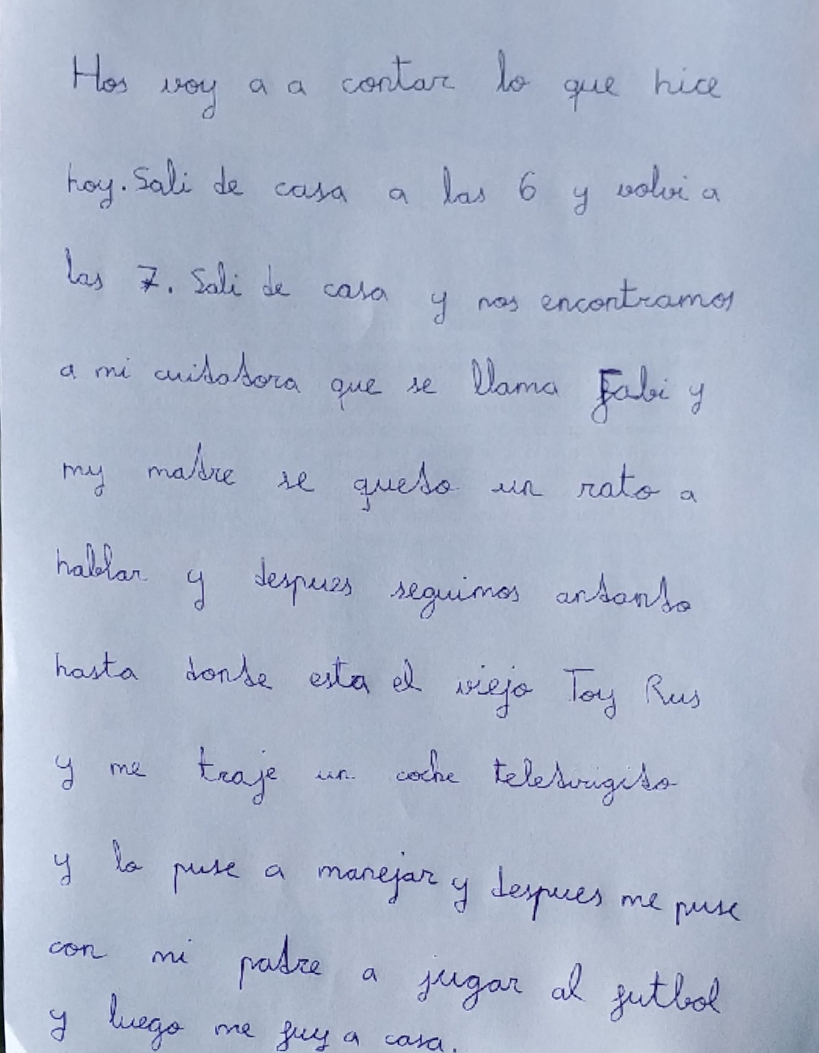 Hos voy a a contar lo que hice
hoy. Sali de casa a las 6 y volvi a
las 7. Sali de casa y nos encontramos
a mi cuidadora que se llama Fabi y
my madre se quedo un rato a
hablar y despues seguimos andando
hasta donde esta el viejo Toy Rus
y me traje un coche teledirigido
y lo puse a manejar y despues me puse
con mi padre a jugar al futbol
y luego me fuy a casa.